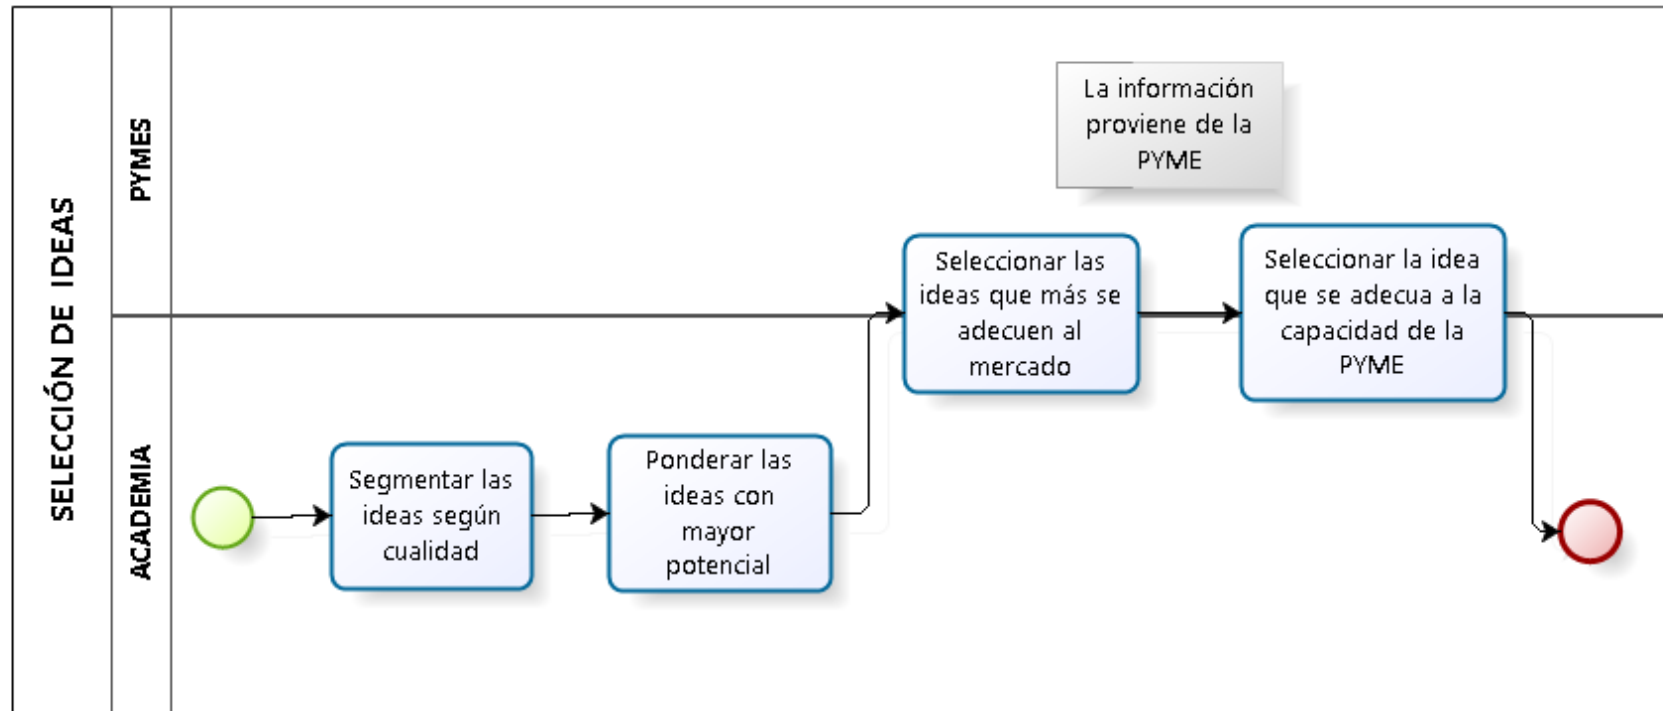 SELECCIÓN DE IDEAS
PYMES
ACADEMIA
La información
proviene de la
PYME
Segmentar las
ideas según
cualidad
Ponderar las
ideas con
mayor
potencial
Seleccionar las
ideas que más se
adecuen al
mercado
Seleccionar la idea
que se adecua a la
capacidad de la
PYME